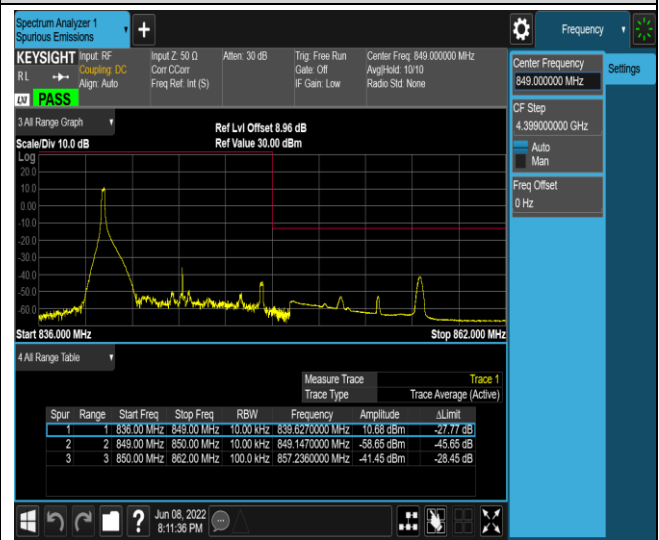 Spectrum Analyzer 1
Spurious Emissions
Frequency
KEYSIGHT
Input: RF
Coupling: DC
Align: Auto
Input Z: 50 Ω
Corr CCorr
Freq Ref: Int (S)
Atten: 30 dB
Trig: Free Run
Gate: Off
IF Gain: Low
Center Freq: 849.000000 MHz
Avg|Hold: 10/10
Radio Std: None
R L
LXI
PASS
Center Frequency
849.000000 MHz
Settings
CF Step
4.399000000 GHz
Auto
Man
Freq Offset
0 Hz
3 All Range Graph
Ref Lvl Offset 8.96 dB
Scale/Div 10.0 dB
Ref Value 30.00 dBm
Log
20.0
10.0
0.00
-10.0
-20.0
-30.0
-40.0
-50.0
-60.0
Start 836.000 MHz
Stop 862.000 MHz
4 All Range Table
Measure Trace Trace 1
Trace Type Trace Average (Active)
Spur Range Start Freq Stop Freq RBW Frequency Amplitude ΔLimit
1 1 836.00 MHz 849.00 MHz 10.00 kHz 839.6270000 MHz 10.68 dBm -27.77 dB
2 2 849.00 MHz 850.00 MHz 10.00 kHz 849.1470000 MHz -58.65 dBm -45.65 dB
3 3 850.00 MHz 862.00 MHz 100.0 kHz 857.2360000 MHz -41.45 dBm -28.45 dB
?
Jun 08, 2022
8:11:36 PM